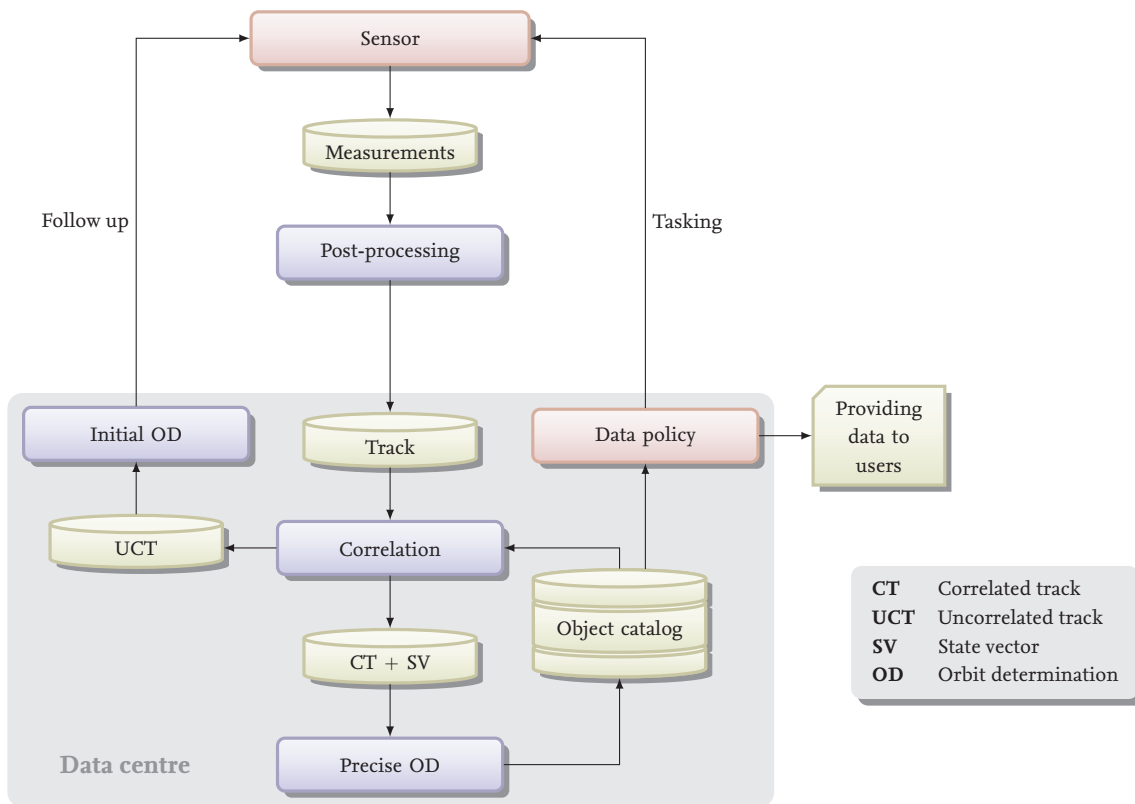 Sensor
Measurements
Follow up
Tasking
Post-processing
Initial OD
Track
Data policy
Providing
data to
users
UCT
Correlation
Object catalog
CT + SV
Precise OD
Data centre
CT Correlated track
UCT Uncorrelated track
SV State vector
OD Orbit determination